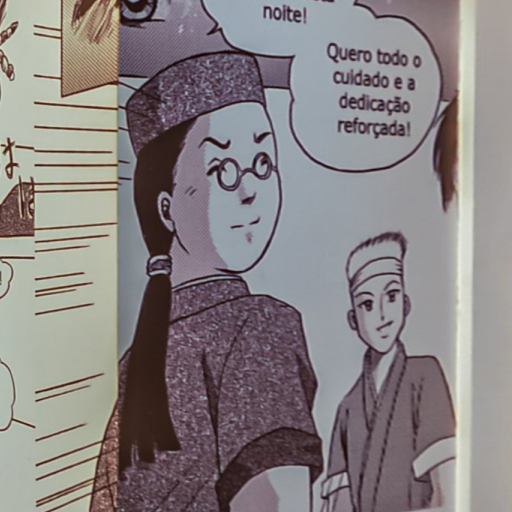 noite!
Quero todo o
cuidado e a
dedicação
reforçada!